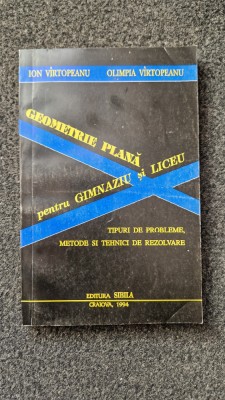 ION VÎRTOPEANU OLIMPIA VÎRTOPEANU
GEOMETRIE PLANĂ
pentru GIMNAZIU și LICEU
TIPURI DE PROBLEME,
METODE SI TEHNICI DE REZOLVARE
EDITURA SIBILA
CRAIOVA, 1994